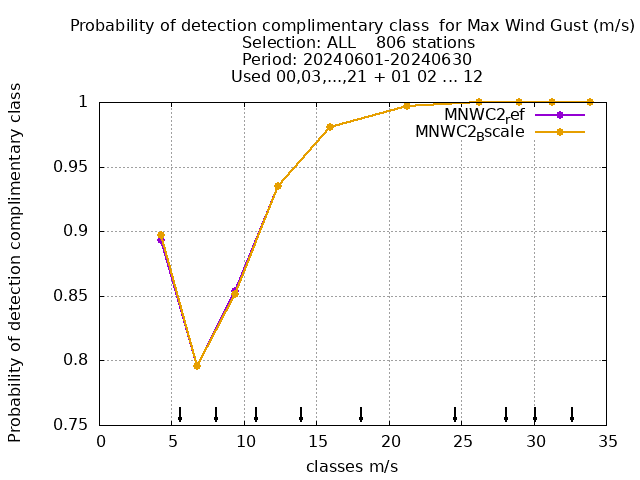 Probability of detection complimentary class  for Max Wind Gust (m/s)
Selection: ALL    806 stations
Period: 20240601-20240630
Used 00,03,...,21 + 01 02 ... 12
Probability of detection complimentary class
1
0.95
0.9
0.85
0.8
0.75
MNWC2ref
MNWC2Bscale
0 5 10 15 20 25 30 35
classes m/s